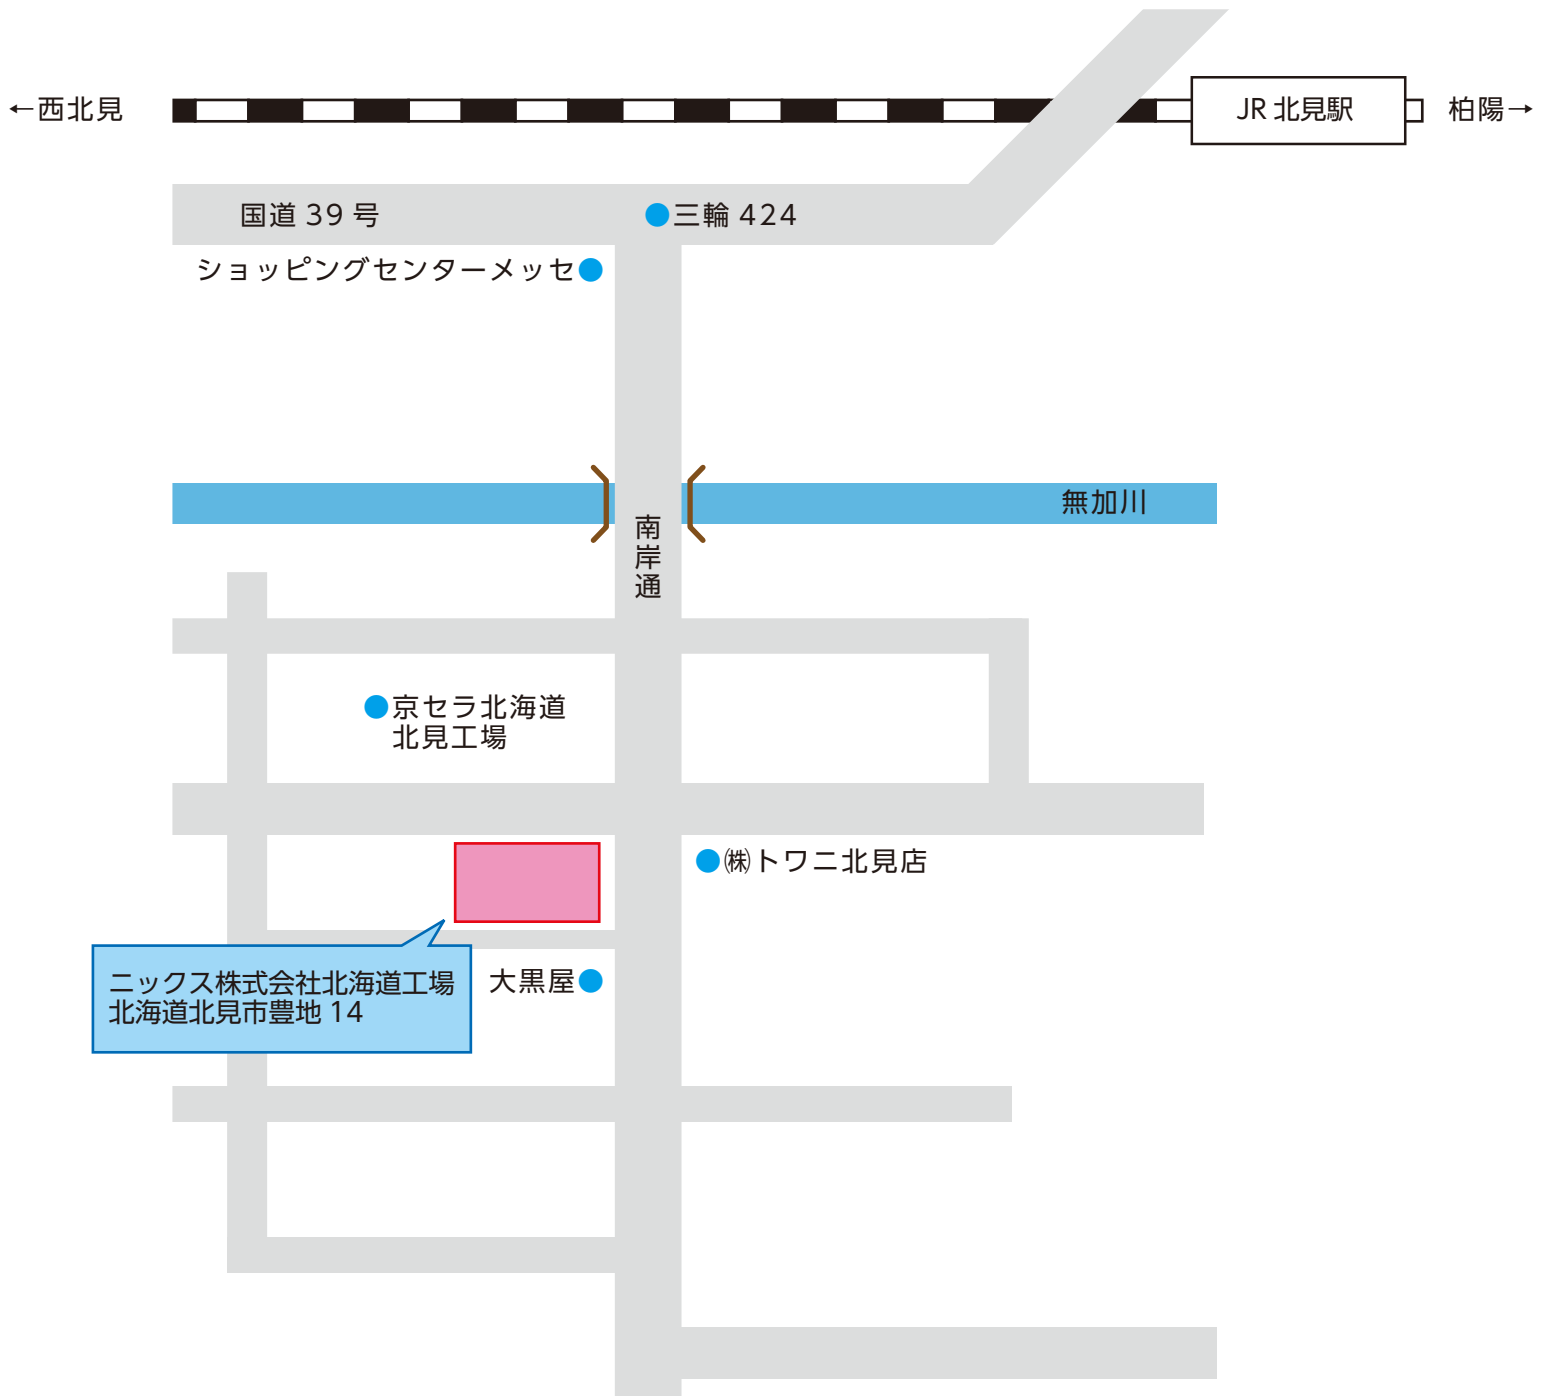 ←西北見
JR 北見駅
柏陽→
国道 39 号
三輪 424
ショッピングセンターメッセ
無加川
南岸通
京セラ北海道
北見工場
㈱トワニ北見店
ニックス株式会社北海道工場
北海道北見市豊地 14
大黒屋